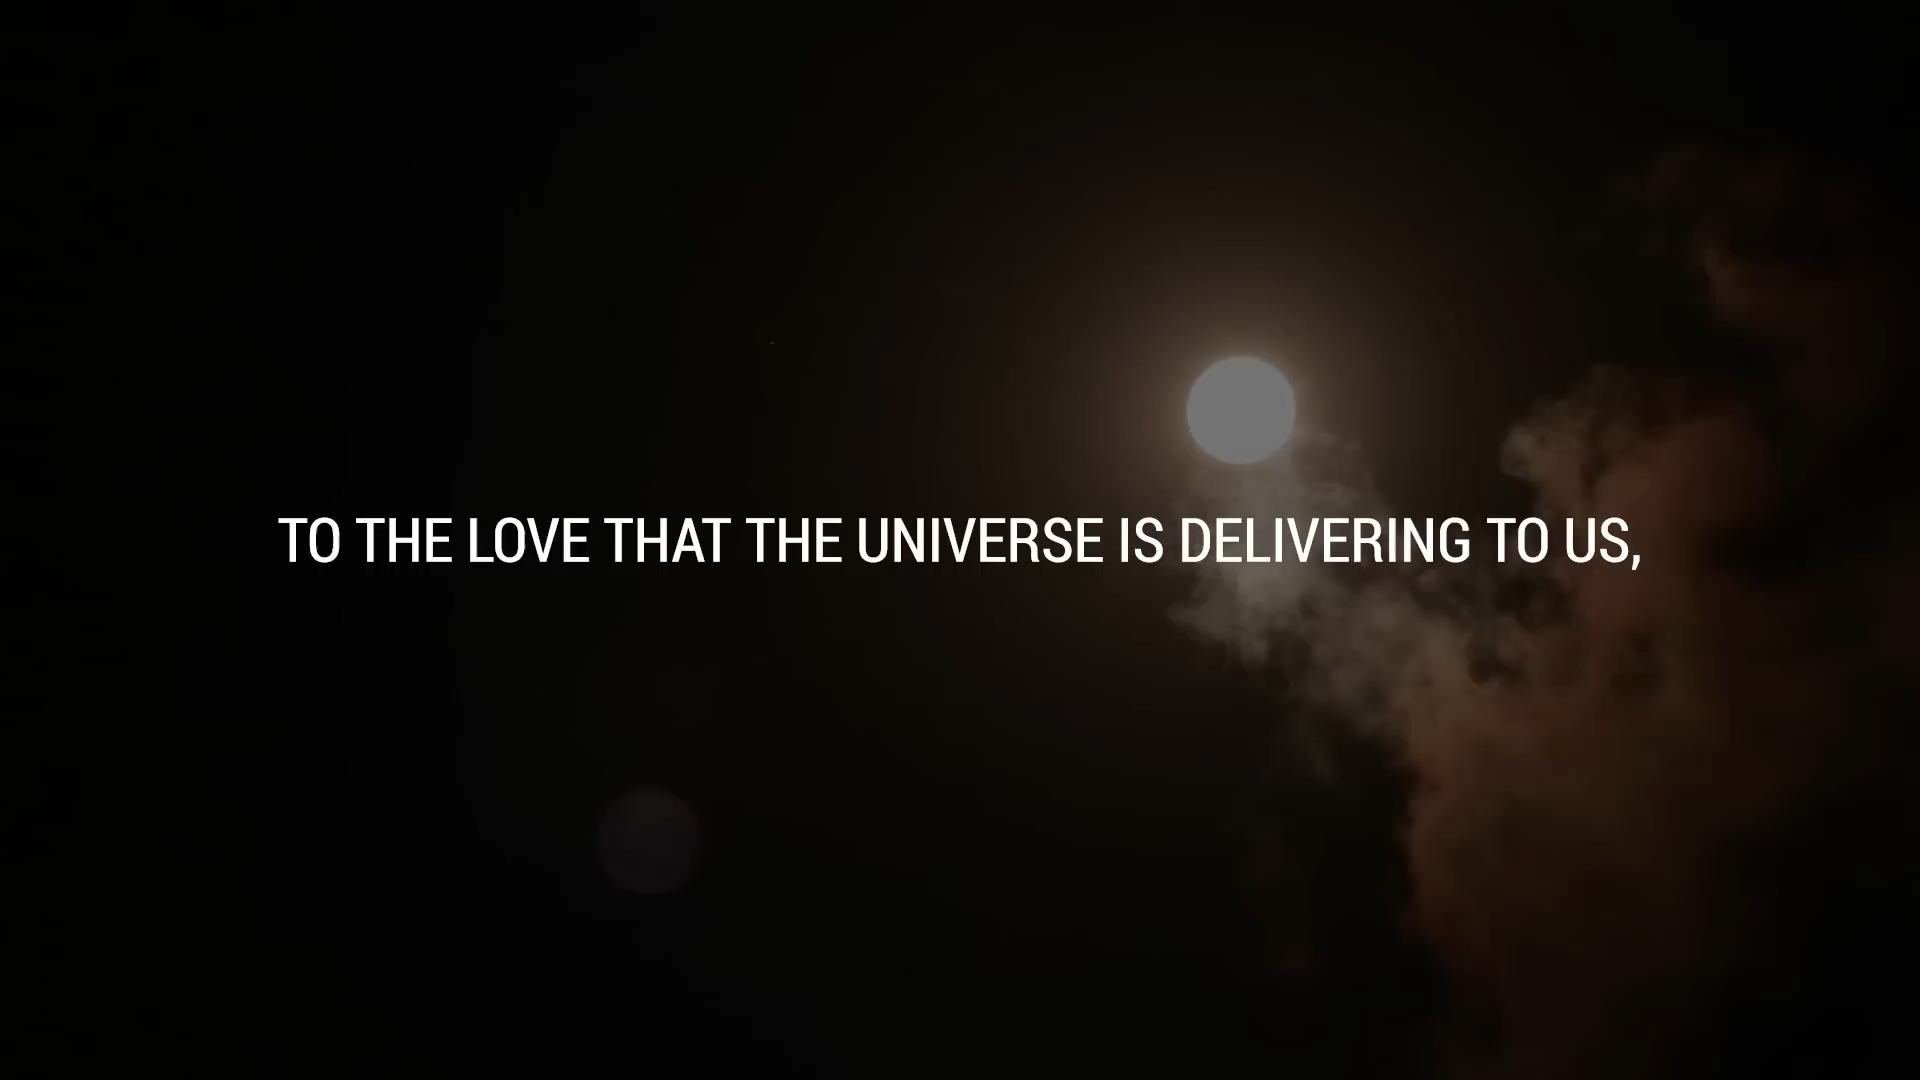 TO THE LOVE THAT THE UNIVERSE IS DELIVERING TO US,